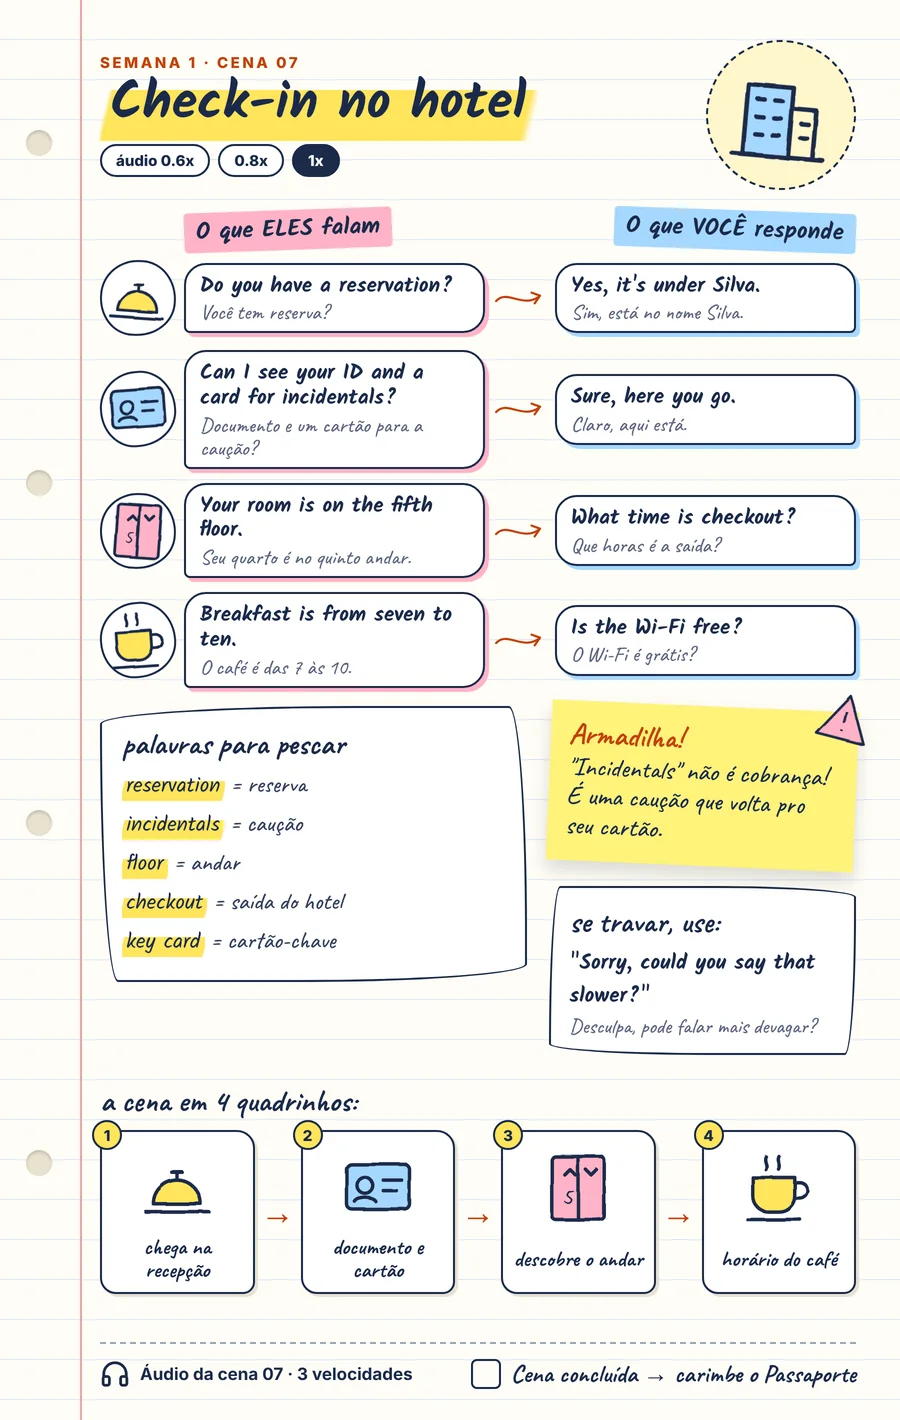 SEMANA 1 · CENA 07
Check-in no hotel
áudio 0.6x
0.8x
1x
O que ELES falam
O que VOCÊ responde
Do you have a reservation?
Você tem reserva?
Yes, it's under Silva.
Sim, está no nome Silva.
Can I see your ID and a
card for incidentals?
Documento e um cartão para a
caução?
Sure, here you go.
Claro, aqui está.
5
Your room is on the fifth
floor.
Seu quarto é no quinto andar.
What time is checkout?
Que horas é a saída?
Breakfast is from seven to
ten.
O café é das 7 às 10.
Is the Wi-Fi free?
O Wi-Fi é grátis?
palavras para pescar
reservation = reserva
incidentals = caução
floor = andar
checkout = saída do hotel
key card = cartão-chave
!
Armadilha!
"Incidentals" não é cobrança!
É uma caução que volta pro
seu cartão.
se travar, use:
"Sorry, could you say that
slower?"
Desculpa, pode falar mais devagar?
a cena em 4 quadrinhos:
1
chega na
recepção
→
2
documento e
cartão
→
3
5
descobre o andar
→
4
horário do café
Áudio da cena 07 · 3 velocidades
Cena concluída → carimbe o Passaporte